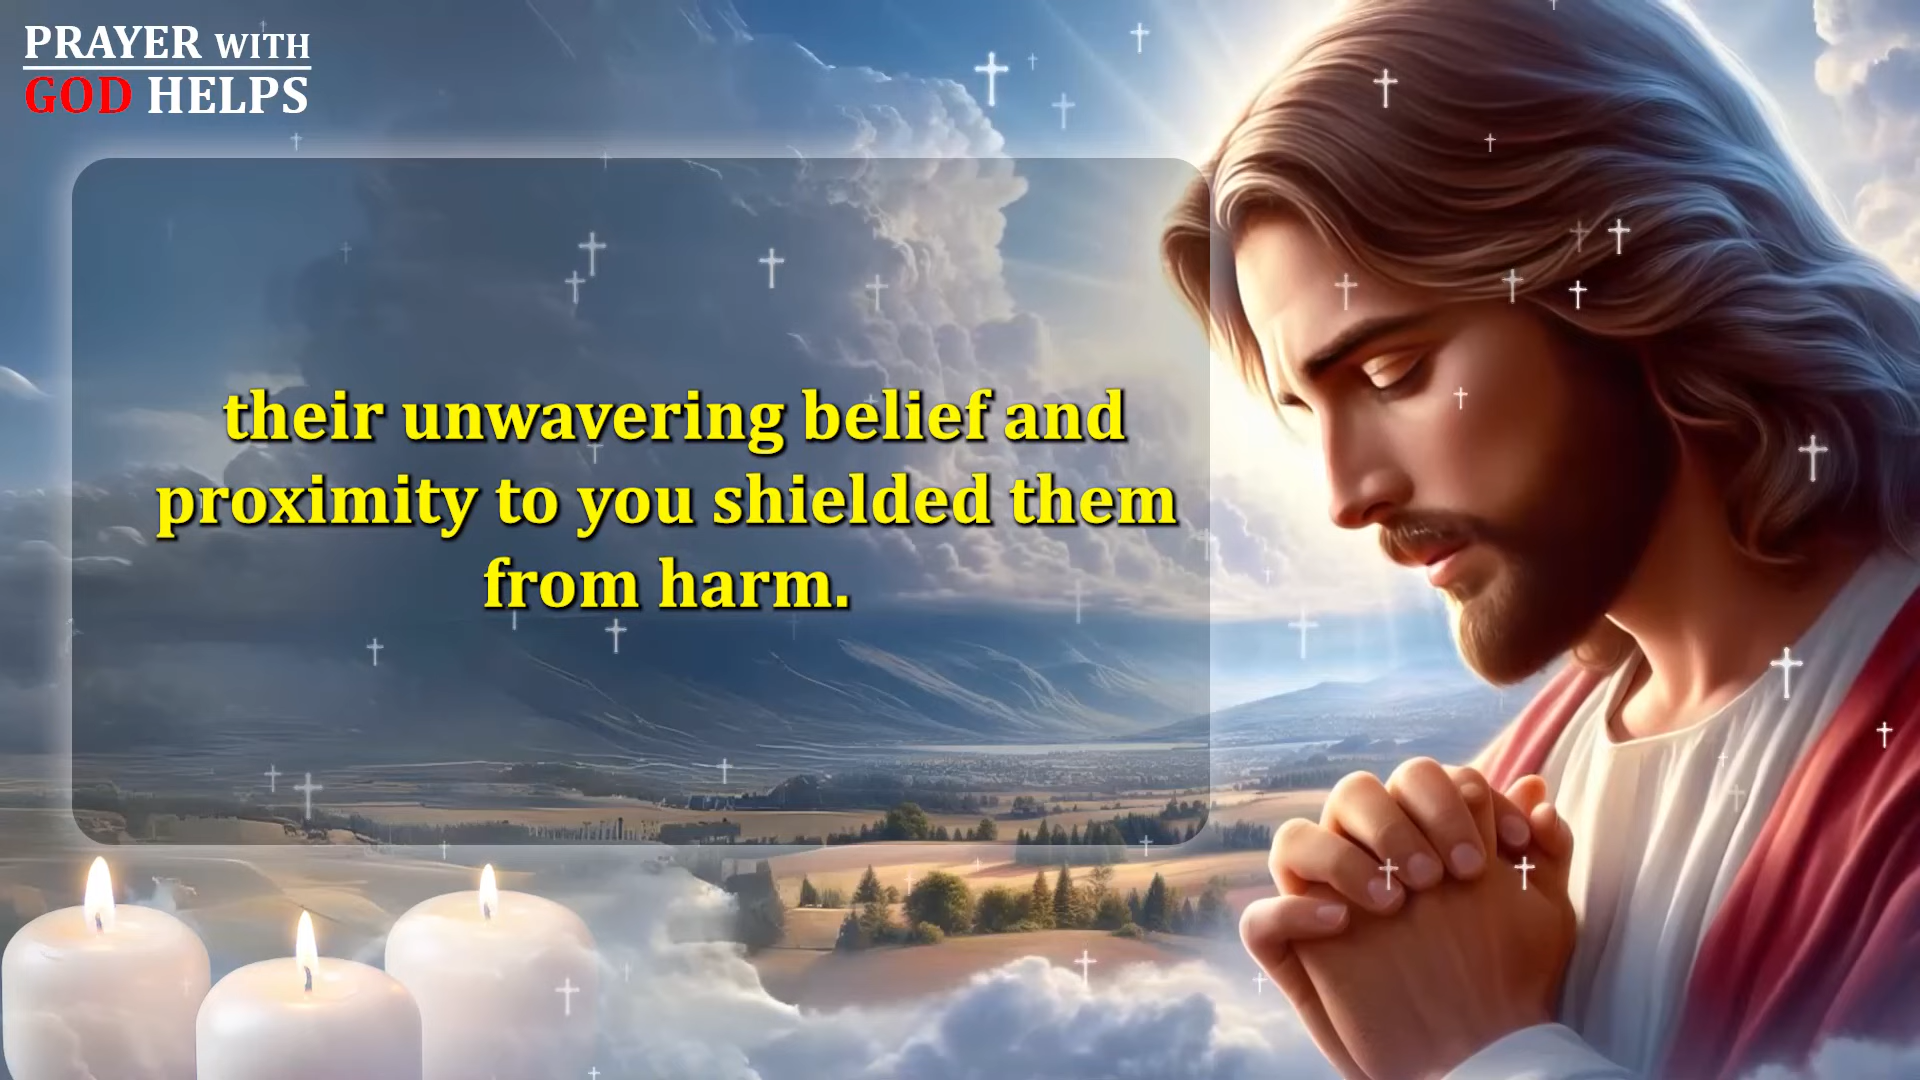 PRAYER WITH
GOD HELPS
their unwavering belief and
proximity to you shielded them
from harm.